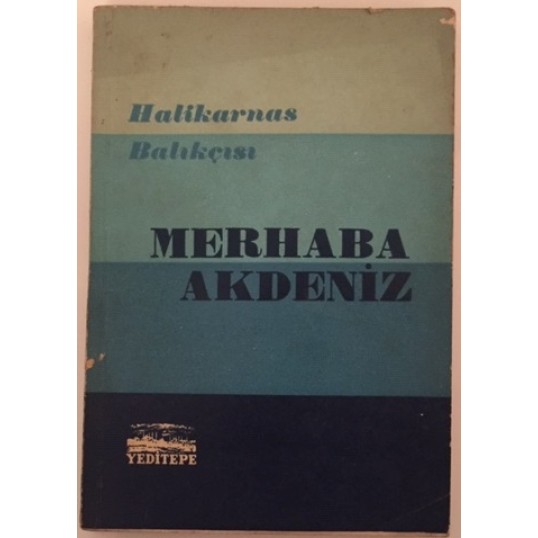 Halikarnas
Balıkçısı
MERHABA
AKDENİZ
YEDİTEPE